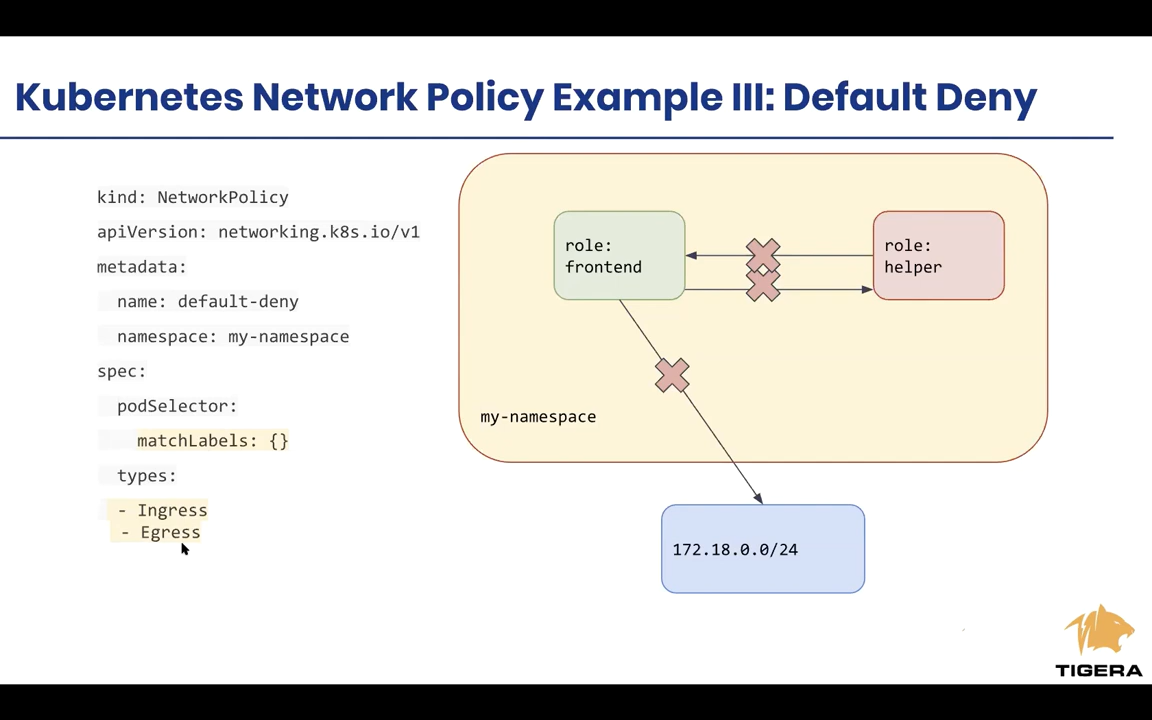 Kubernetes Network Policy Example III: Default Deny
kind: NetworkPolicy
apiVersion: networking.k8s.io/v1
metadata:
name: default-deny
namespace: my-namespace
spec:
podSelector:
matchLabels: {}
types:
- Ingress
- Egress
role:
frontend
role:
helper
my-namespace
172.18.0.0/24
TIGERA